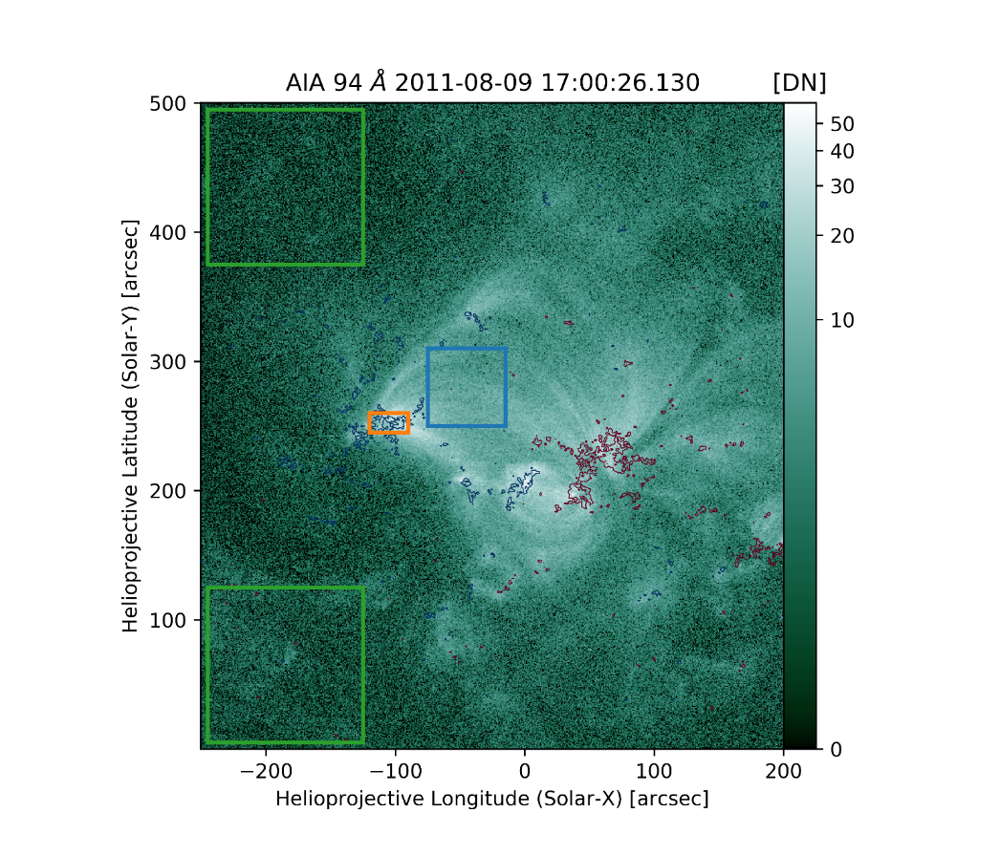 AIA 94 Å 2011-08-09 17:00:26.130 [DN]
500
400
300
200
100
50
40
30
20
10
0
−200 −100 0 100 200
Helioprojective Longitude (Solar-X) [arcsec]
Helioprojective Latitude (Solar-Y) [arcsec]